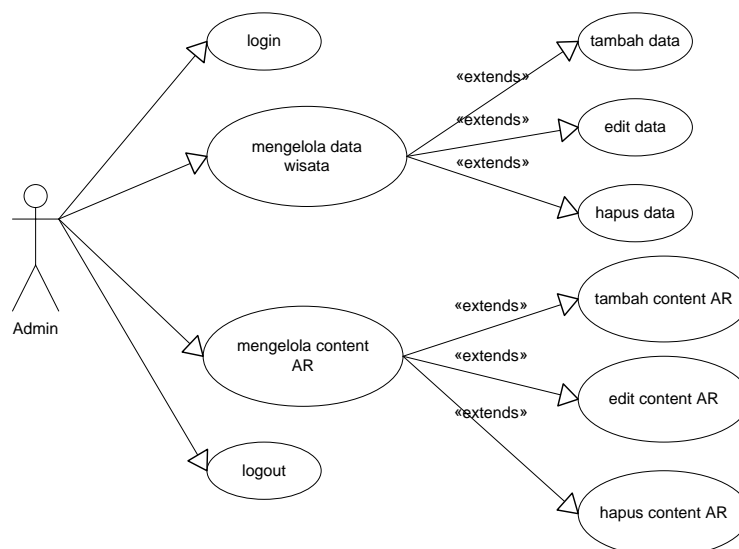 login
tambah data
«extends»
«extends»
edit data
mengelola data
wisata
«extends»
hapus data
Admin
«extends»
tambah content AR
mengelola content
AR
«extends»
edit content AR
«extends»
logout
hapus content AR